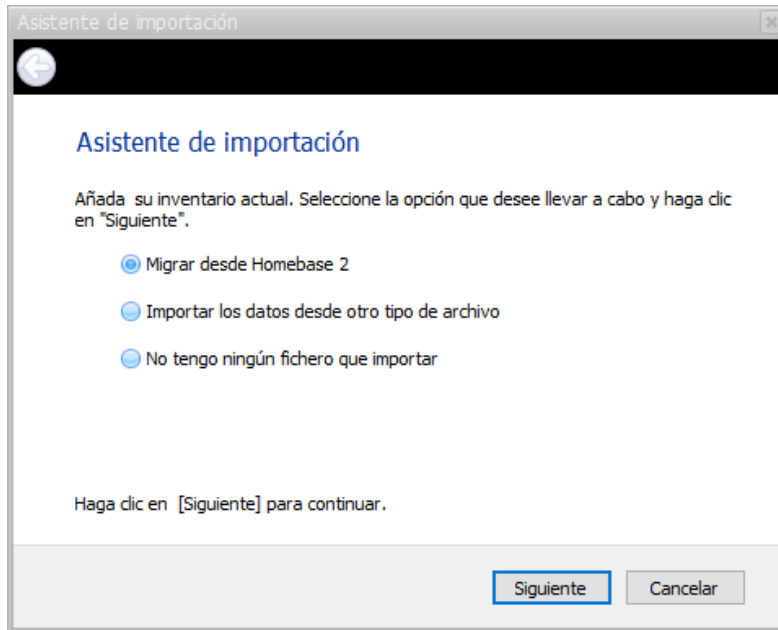 Asistente de importación
Asistente de importación
Añada  su inventario actual. Seleccione la opción que desee llevar a cabo y haga clic
en "Siguiente".
Migrar desde Homebase 2
Importar los datos desde otro tipo de archivo
No tengo ningún fichero que importar
Haga clic en  [Siguiente] para continuar.
Siguiente
Cancelar